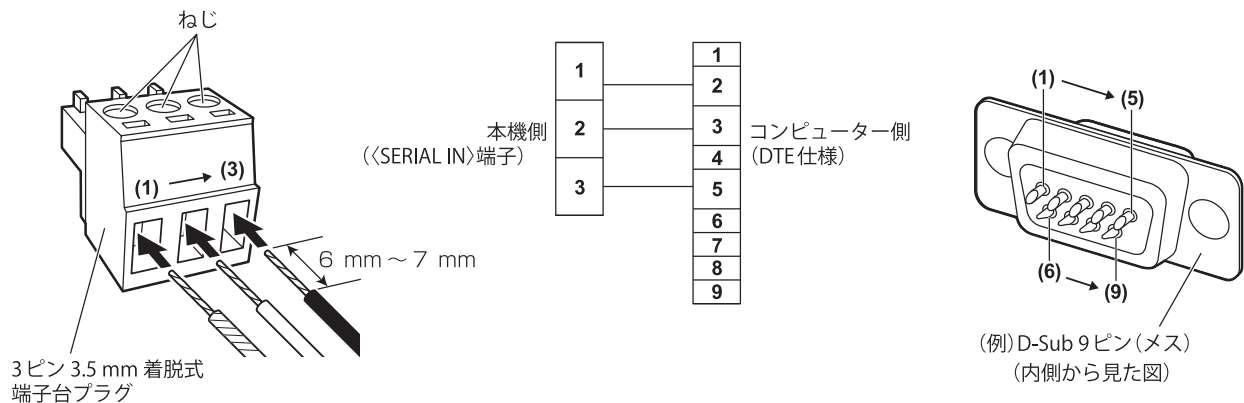 ねじ
(1) → (3)
6 mm～7 mm
3ピン 3.5 mm 着脱式
端子台プラグ
本機側
（〈SERIAL IN〉端子）
1
2
3
1
2
3
4
5
6
7
8
9
コンピューター側
（DTE仕様）
(1) → (5)
(6) → (9)
（例）D-Sub 9ピン（メス）
（内側から見た図）